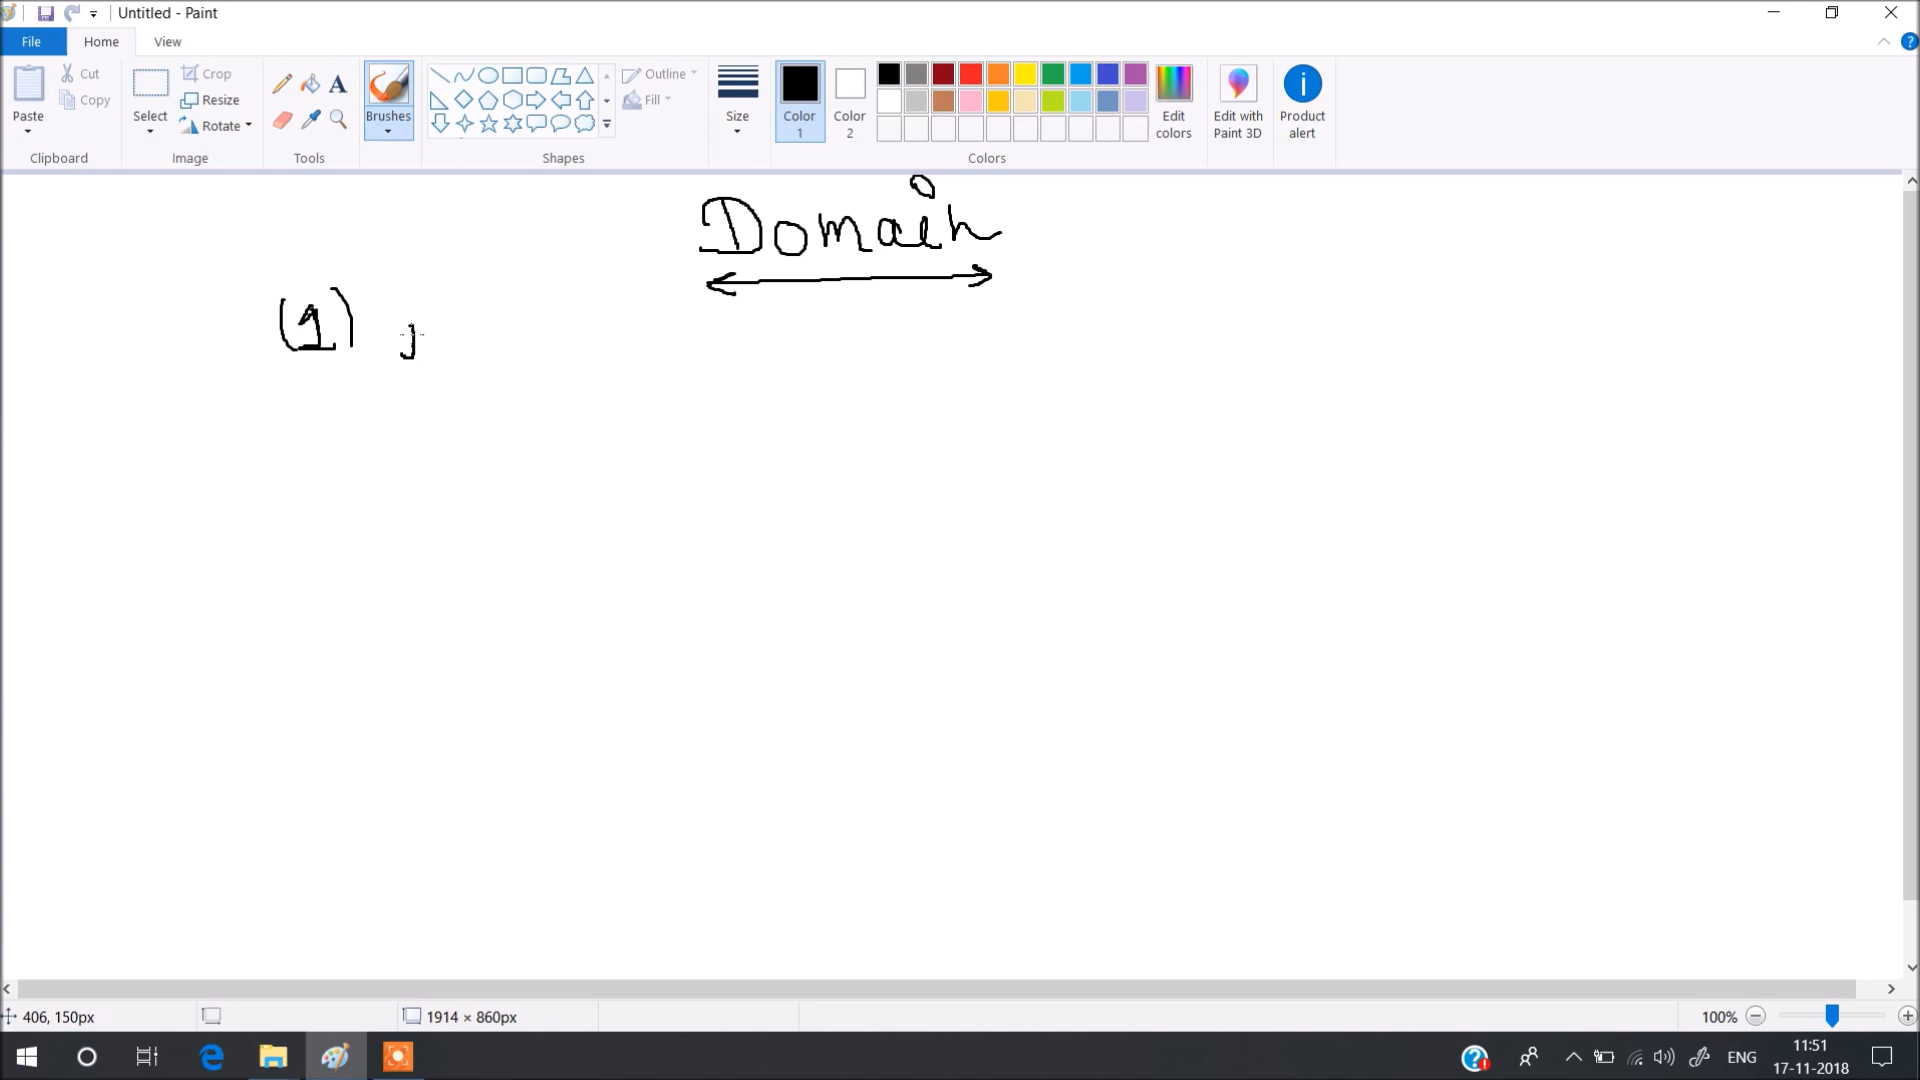 Untitled - Paint
File Home View
Cut
Copy
Paste
Crop
Resize
Rotate
Select
Brushes
Outline
Fill
Size
Color 1
Color 2
Edit colors
Edit with Paint 3D
Product alert
Clipboard Image Tools Shapes Colors
Domain
(1)
406, 150px 1914 × 860px 100%
ENG 11:51
17-11-2018